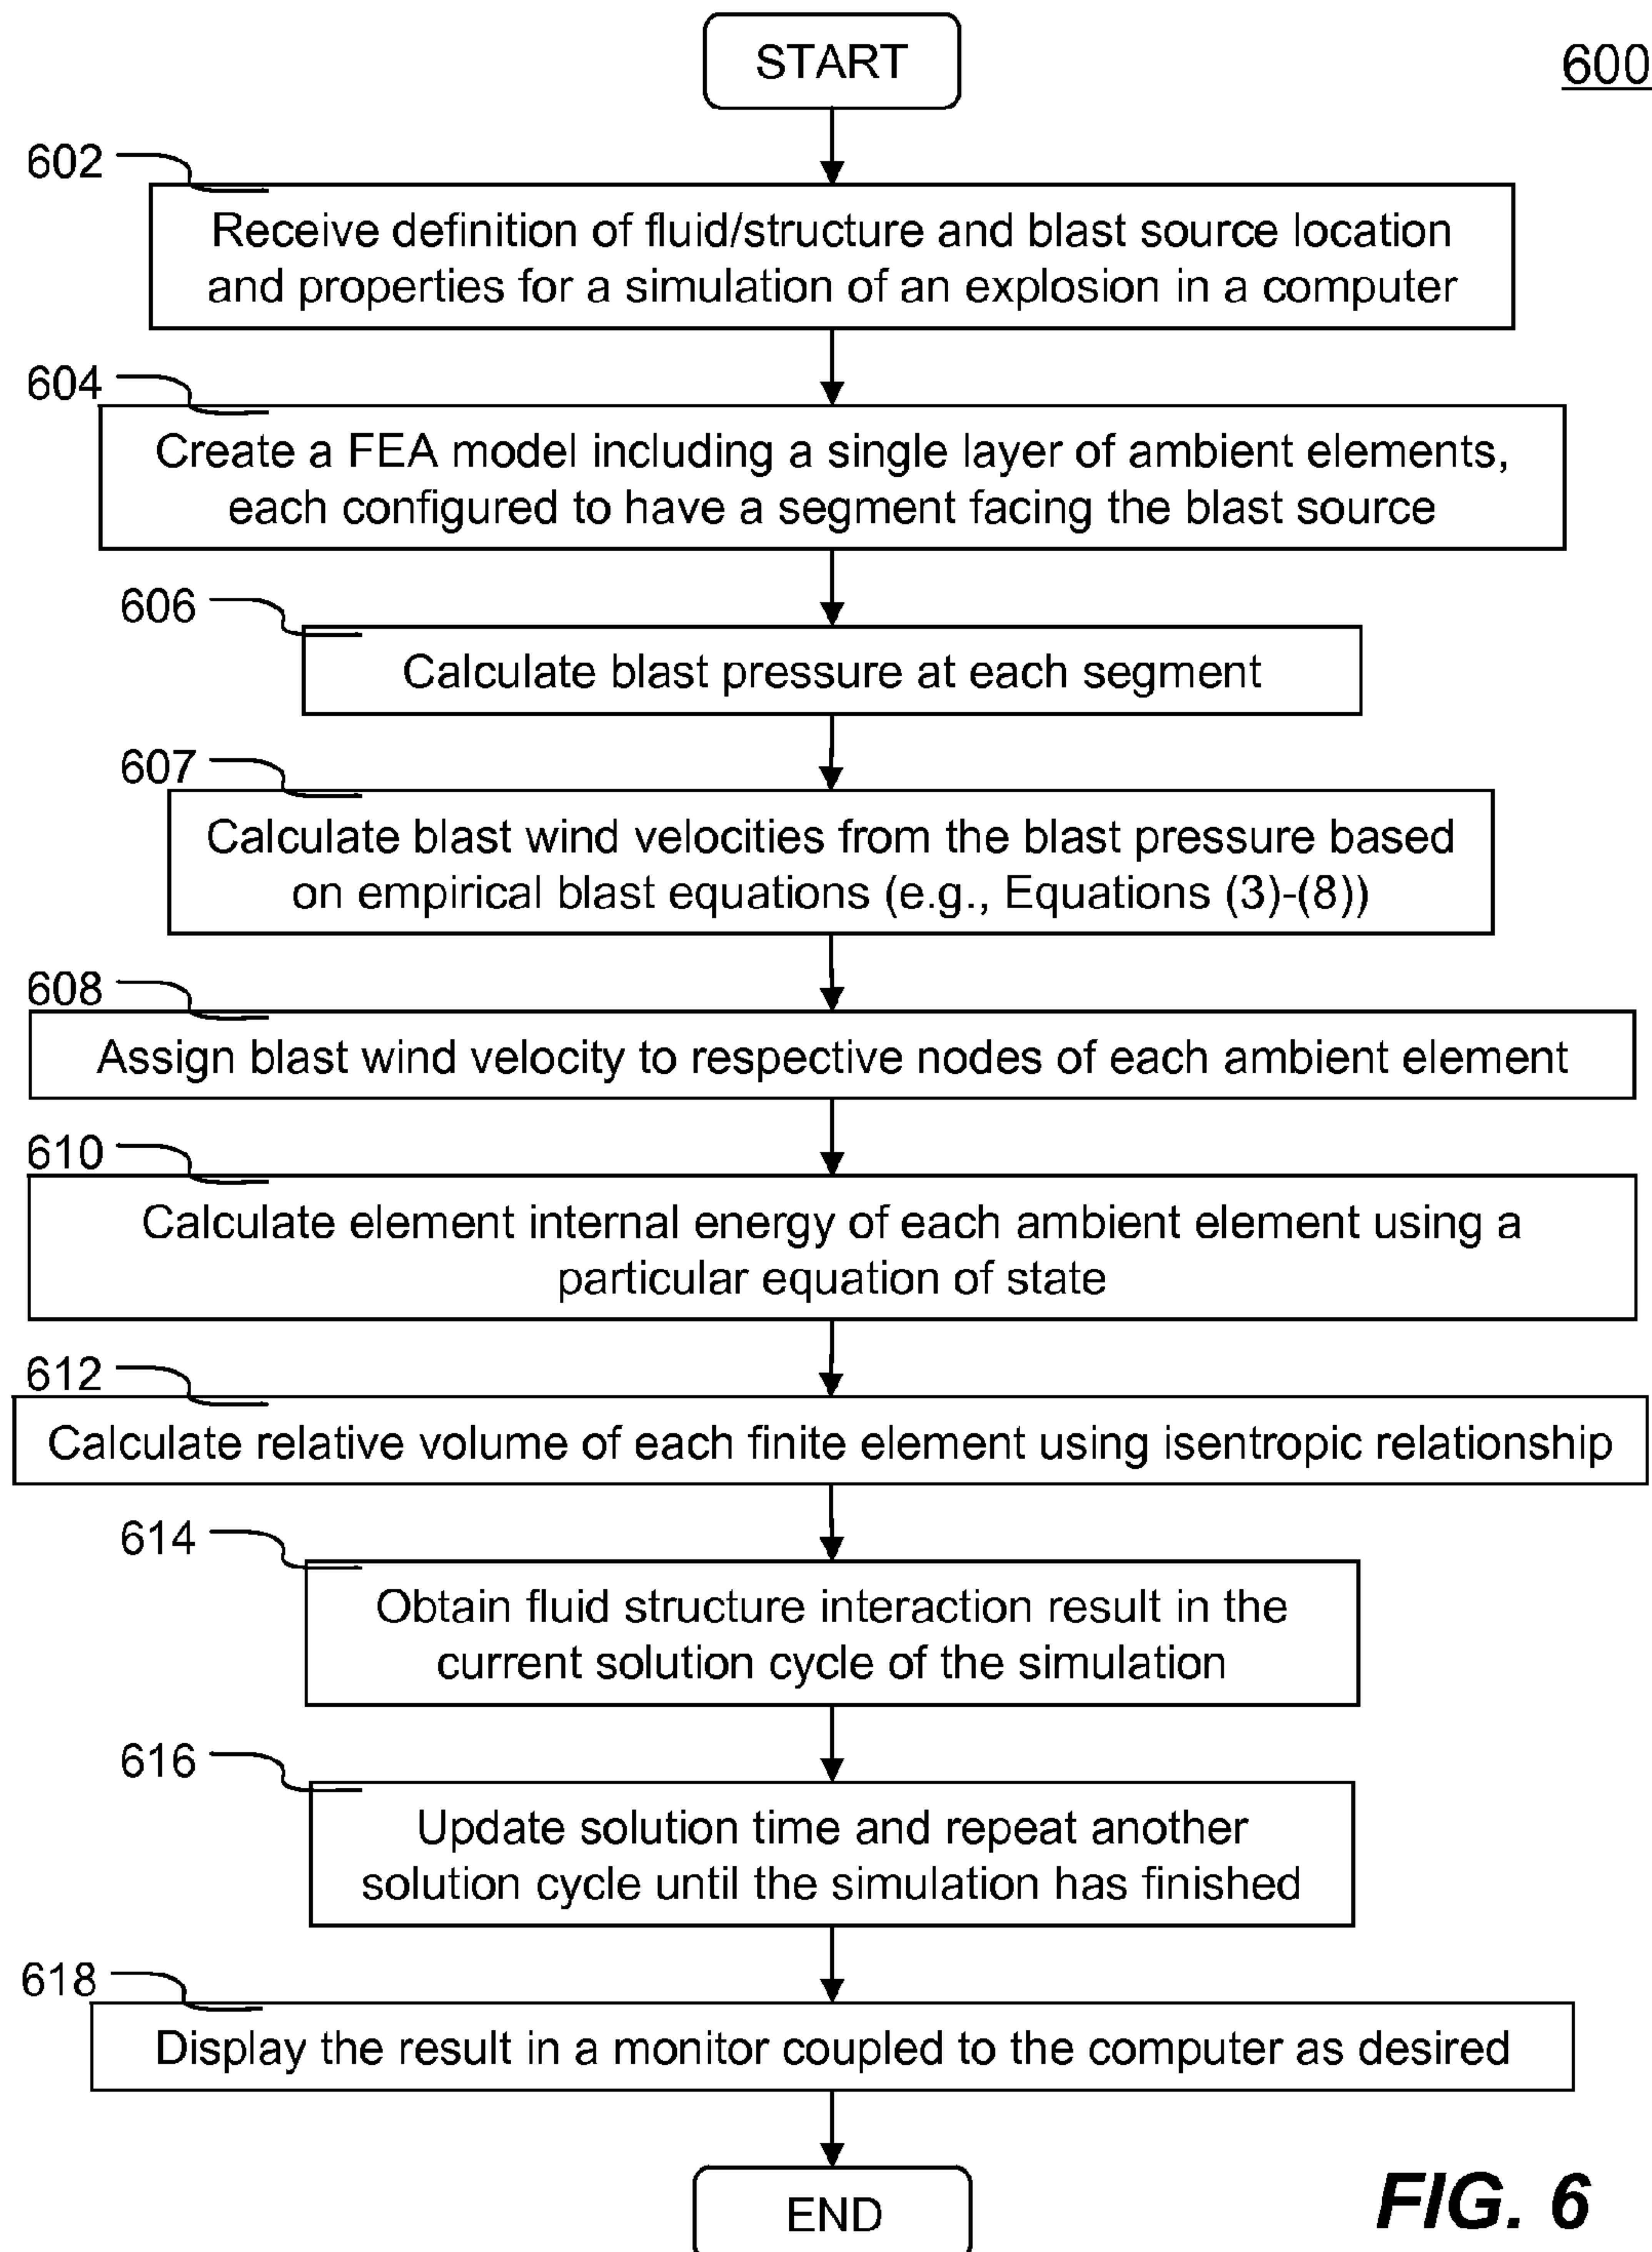 START
600
602
Receive definition of fluid/structure and blast source location
and properties for a simulation of an explosion in a computer
604
Create a FEA model including a single layer of ambient elements,
each configured to have a segment facing the blast source
606
Calculate blast pressure at each segment
607
Calculate blast wind velocities from the blast pressure based
on empirical blast equations (e.g., Equations (3)-(8))
608
Assign blast wind velocity to respective nodes of each ambient element
610
Calculate element internal energy of each ambient element using a
particular equation of state
612
Calculate relative volume of each finite element using isentropic relationship
614
Obtain fluid structure interaction result in the
current solution cycle of the simulation
616
Update solution time and repeat another
solution cycle until the simulation has finished
618
Display the result in a monitor coupled to the computer as desired
END
FIG. 6